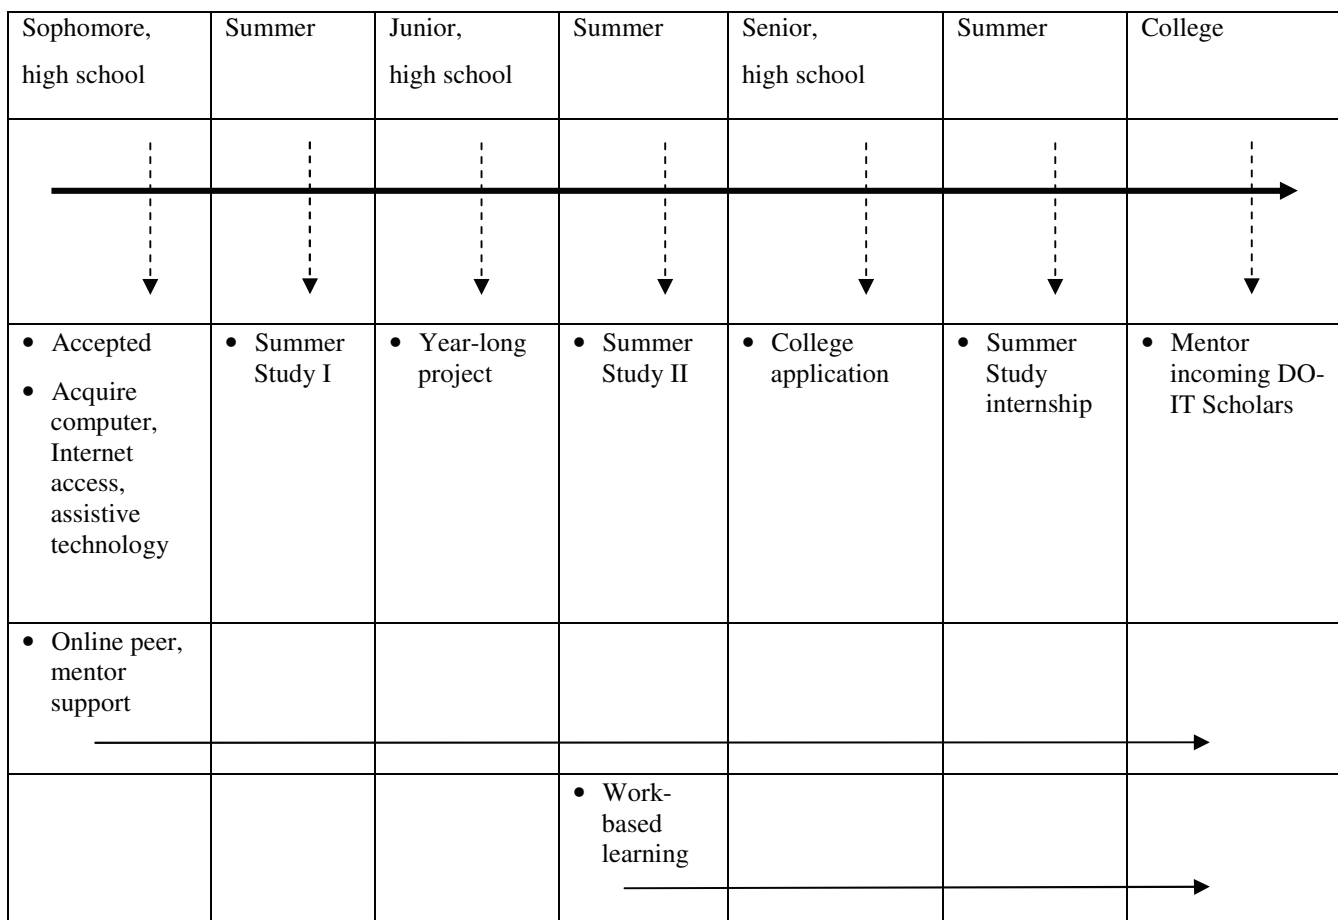 Sophomore,
high school
Summer
Junior,
high school
Summer
Senior,
high school
Summer
College
• Accepted
• Acquire
computer,
Internet
access,
assistive
technology
• Summer
Study I
• Year-long
project
• Summer
Study II
• College
application
• Summer
Study
internship
• Mentor
incoming DO-
IT Scholars
• Online peer,
mentor
support
• Work-
based
learning